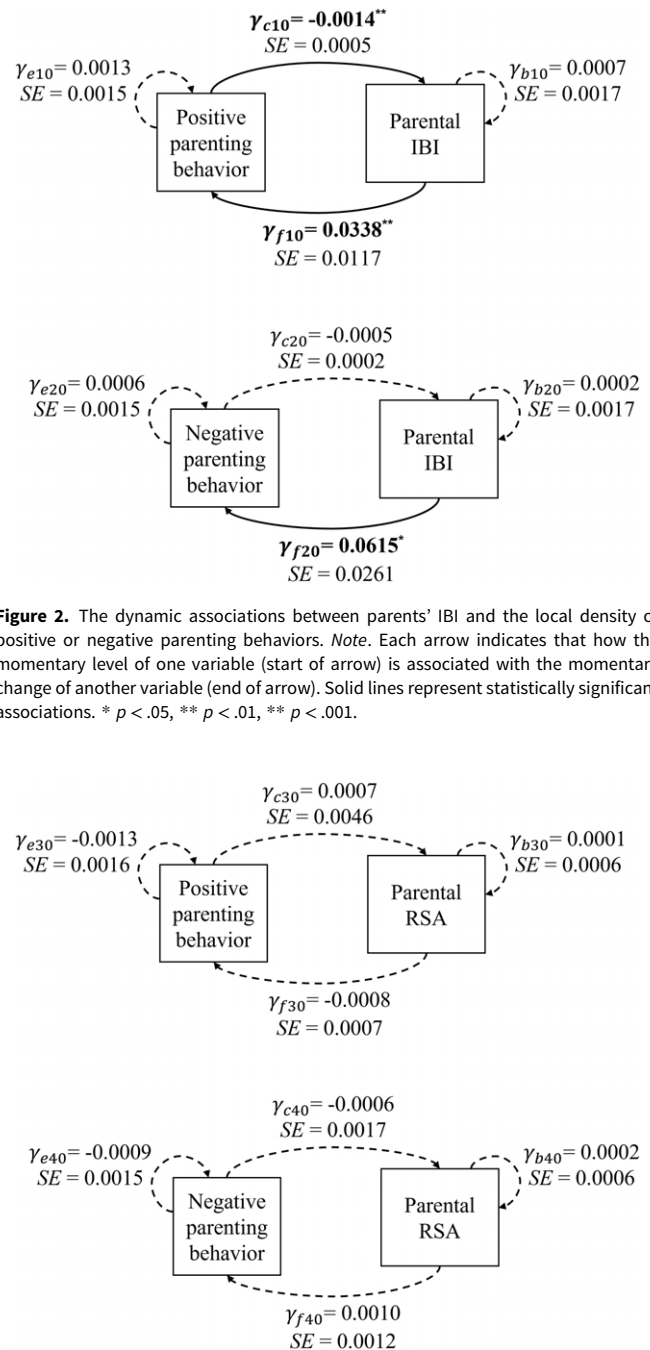 γc10= -0.0014**
SE = 0.0005
γe10= 0.0013
SE = 0.0015
γb10= 0.0007
SE = 0.0017
Positive
parenting
behavior
Parental
IBI
γf10= 0.0338**
SE = 0.0117
γc20= -0.0005
SE = 0.0002
γe20= 0.0006
SE = 0.0015
γb20= 0.0002
SE = 0.0017
Negative
parenting
behavior
Parental
IBI
γf20= 0.0615*
SE = 0.0261
Figure 2. The dynamic associations between parents' IBI and the local density
positive or negative parenting behaviors. Note. Each arrow indicates that how
momentary level of one variable (start of arrow) is associated with the
change of another variable (end of arrow). Solid lines represent statistically
associations. * p < .05, ** p < .01, ** p < .001.
γc30= 0.0007
SE = 0.0046
γe30= -0.0013
SE = 0.0016
γb30= 0.0001
SE = 0.0006
Positive
parenting
behavior
Parental
RSA
γf30= -0.0008
SE = 0.0007
γc40= -0.0006
SE = 0.0017
γe40= -0.0009
SE = 0.0015
γb40= 0.0002
SE = 0.0006
Negative
parenting
behavior
Parental
RSA
γf40= 0.0010
SE = 0.0012